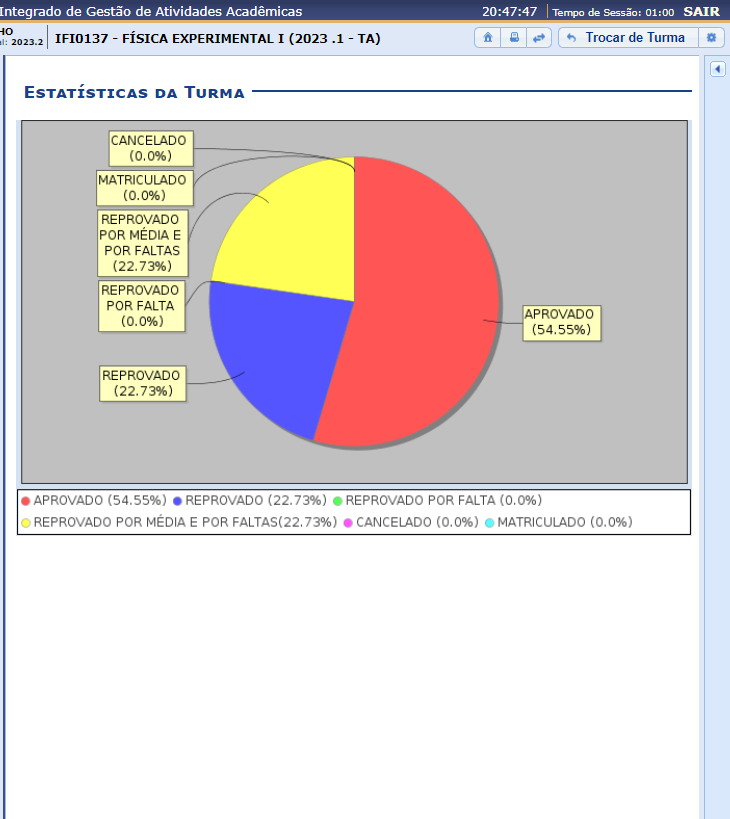 Integrado de Gestão de Atividades Acadêmicas 20:47:47 Tempo de Sessão: 01:00 SAIR
HO
el: 2023.2 IFI0137 - FÍSICA EXPERIMENTAL I (2023 .1 - TA) Trocar de Turma
Estatísticas da Turma
CANCELADO
(0.0%)
MATRICULADO
(0.0%)
REPROVADO
POR MÉDIA E
POR FALTAS
(22.73%)
REPROVADO
POR FALTA
(0.0%)
REPROVADO
(22.73%)
APROVADO
(54.55%)
APROVADO (54.55%) REPROVADO (22.73%) REPROVADO POR FALTA (0.0%)
REPROVADO POR MÉDIA E POR FALTAS(22.73%) CANCELADO (0.0%) MATRICULADO (0.0%)